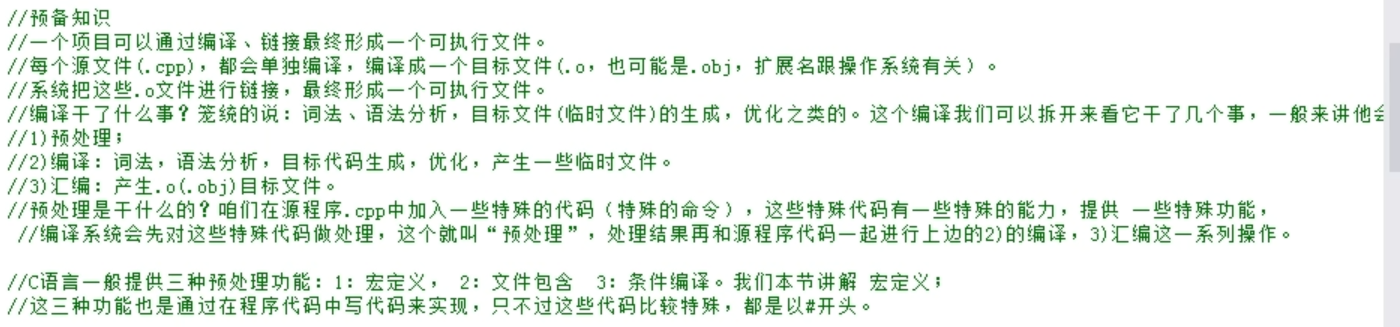 //预备知识
//一个项目可以通过编译、链接最终形成一个可执行文件。
//每个源文件(.cpp), 都会单独编译, 编译成一个目标文件(.o, 也可能是.obj, 扩展名跟操作系统有关）。
//系统把这些.o文件进行链接, 最终形成一个可执行文件。
//编译干了什么事？笼统的说: 词法、语法分析, 目标文件(临时文件)的生成, 优化之类的。这个编译我们可以拆开来看它干了几个事, 一般来讲他会
//1)预处理;
//2)编译: 词法, 语法分析, 目标代码生成, 优化, 产生一些临时文件。
//3)汇编: 产生.o(.obj)目标文件。
//预处理是干什么的？咱们在源程序.cpp中加入一些特殊的代码（特殊的命令）, 这些特殊代码有一些特殊的能力, 提供 一些特殊功能,
//编译系统会先对这些特殊代码做处理, 这个就叫“预处理”, 处理结果再和源程序代码一起进行上边的2)的编译, 3)汇编这一系列操作。
//C语言一般提供三种预处理功能: 1: 宏定义,  2: 文件包含  3: 条件编译。我们本节讲解 宏定义;
//这三种功能也是通过在程序代码中写代码来实现, 只不过这些代码比较特殊, 都是以#开头。